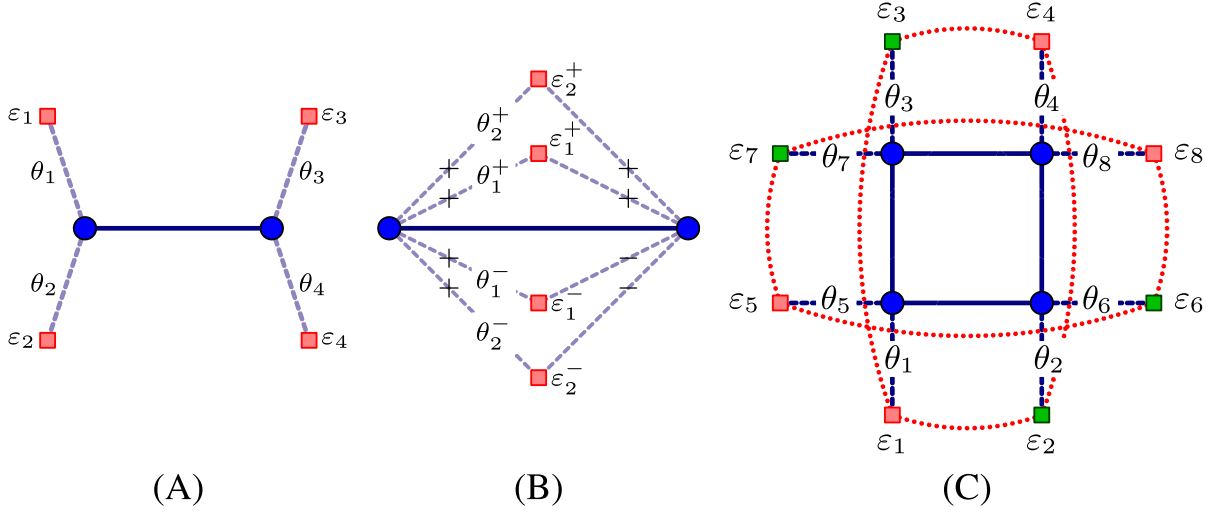 ε₃ ε₄
ε₂⁺
ε₁ ε₃ θ₂⁺ θ₃ θ₄
ε₁⁺
ε₇ θ₇ θ₈ ε₈
θ₁ θ₃ + θ₁⁺ +
+ +
θ₂ θ₄ + θ₁⁻ −
+ −
ε₁⁻ ε₅ θ₅ θ₆ ε₆
ε₂ ε₄ θ₂⁻ θ₁ θ₂
ε₂⁻
ε₁ ε₂
(A) (B) (C)